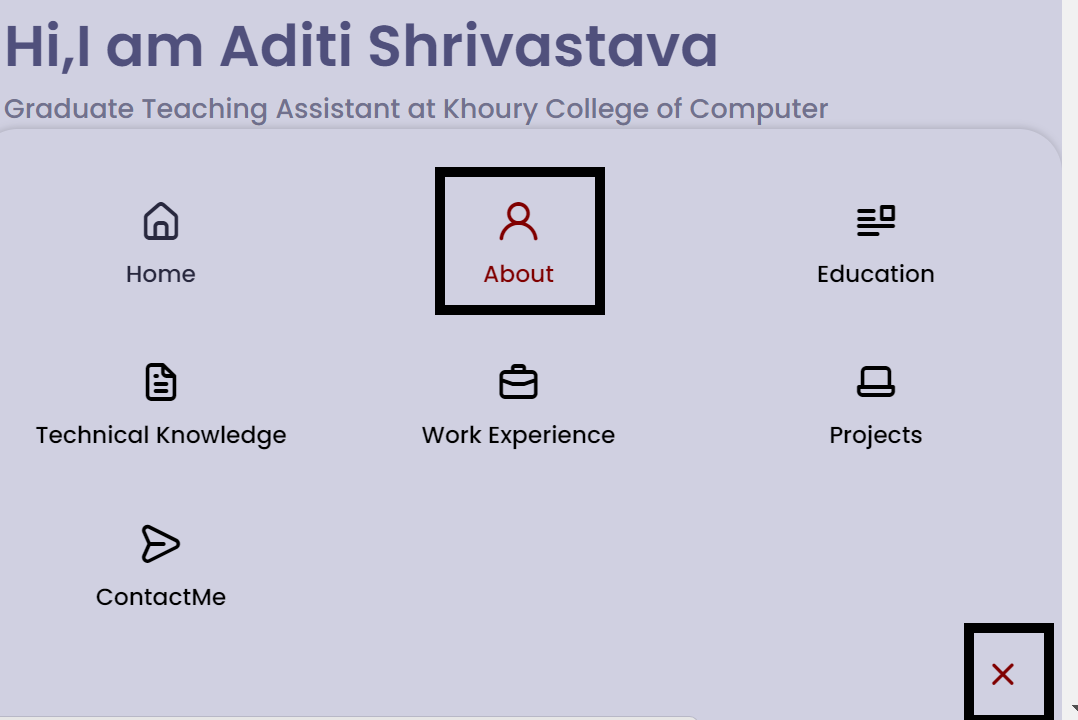 Hi,I am Aditi Shrivastava
Graduate Teaching Assistant at Khoury College of Computer
Home
About
Education
Technical Knowledge
Work Experience
Projects
ContactMe